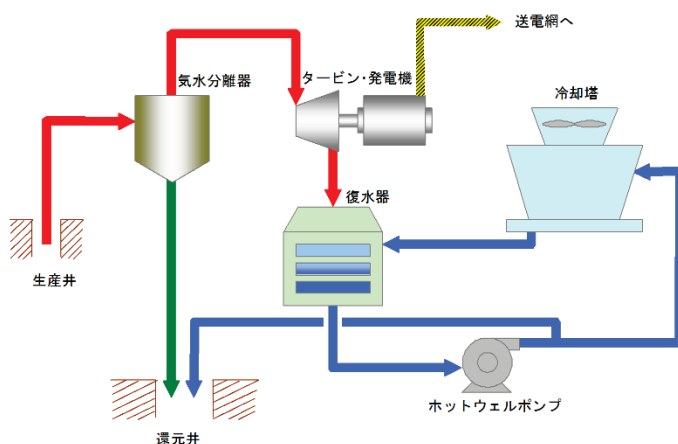 送電網へ
気水分離器
タービン・発電機
冷却塔
復水器
生産井
ホットウェルポンプ
還元井